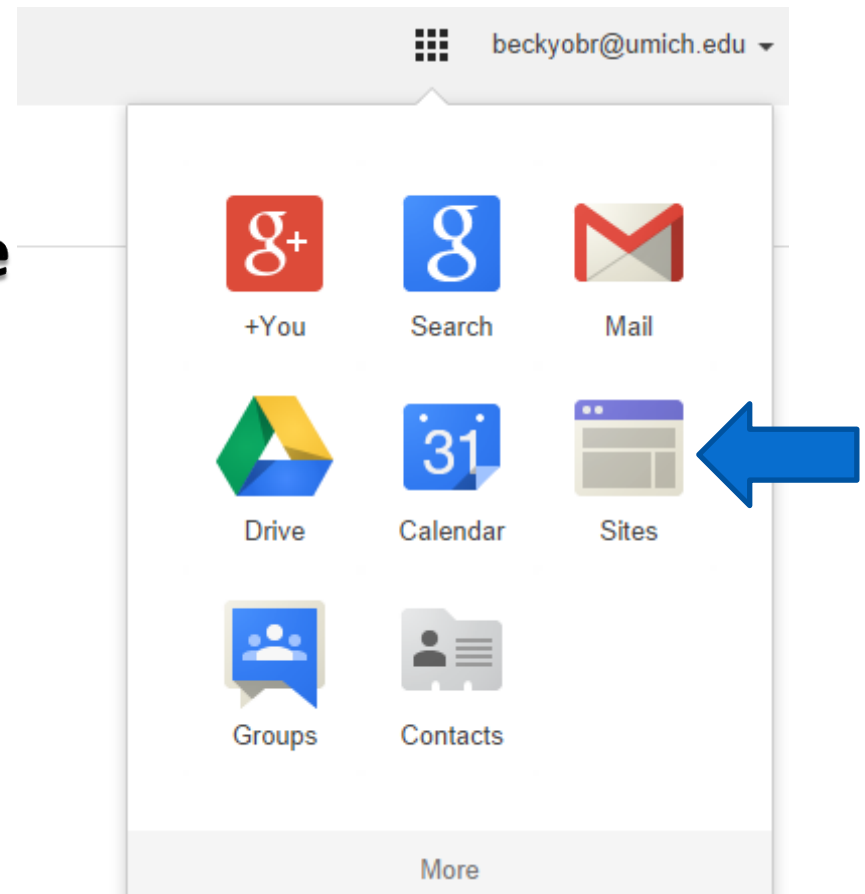 beckyobr@umich.edu
e
g+
g
+You
Search
Mail
31
Drive
Calendar
Sites
Groups
Contacts
More